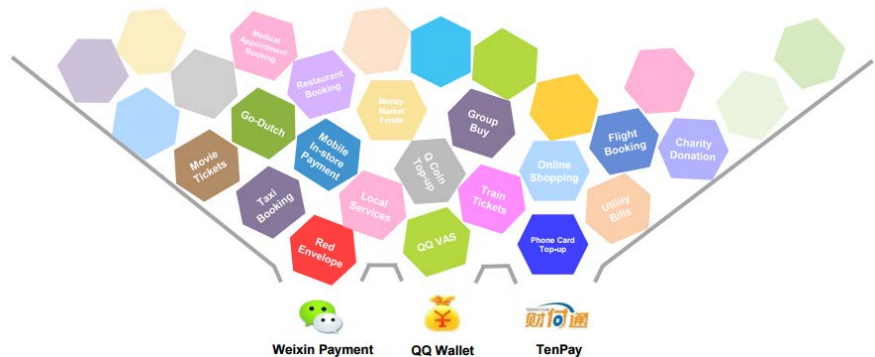 Medical
Appointment
Booking
Restaurant
Booking
Money
Market
Funds
Go-Dutch
Group
Buy
Mobile
In-store
Payment
Flight
Booking
Charity
Donation
Movie
Tickets
Q Coin
Top-up
Online
Shopping
Taxi
Booking
Local
Services
Train
Tickets
Utility
Bills
Red
Envelope
QQ VAS
Phone Card
Top-up
¥
财付通
Weixin Payment
QQ Wallet
TenPay